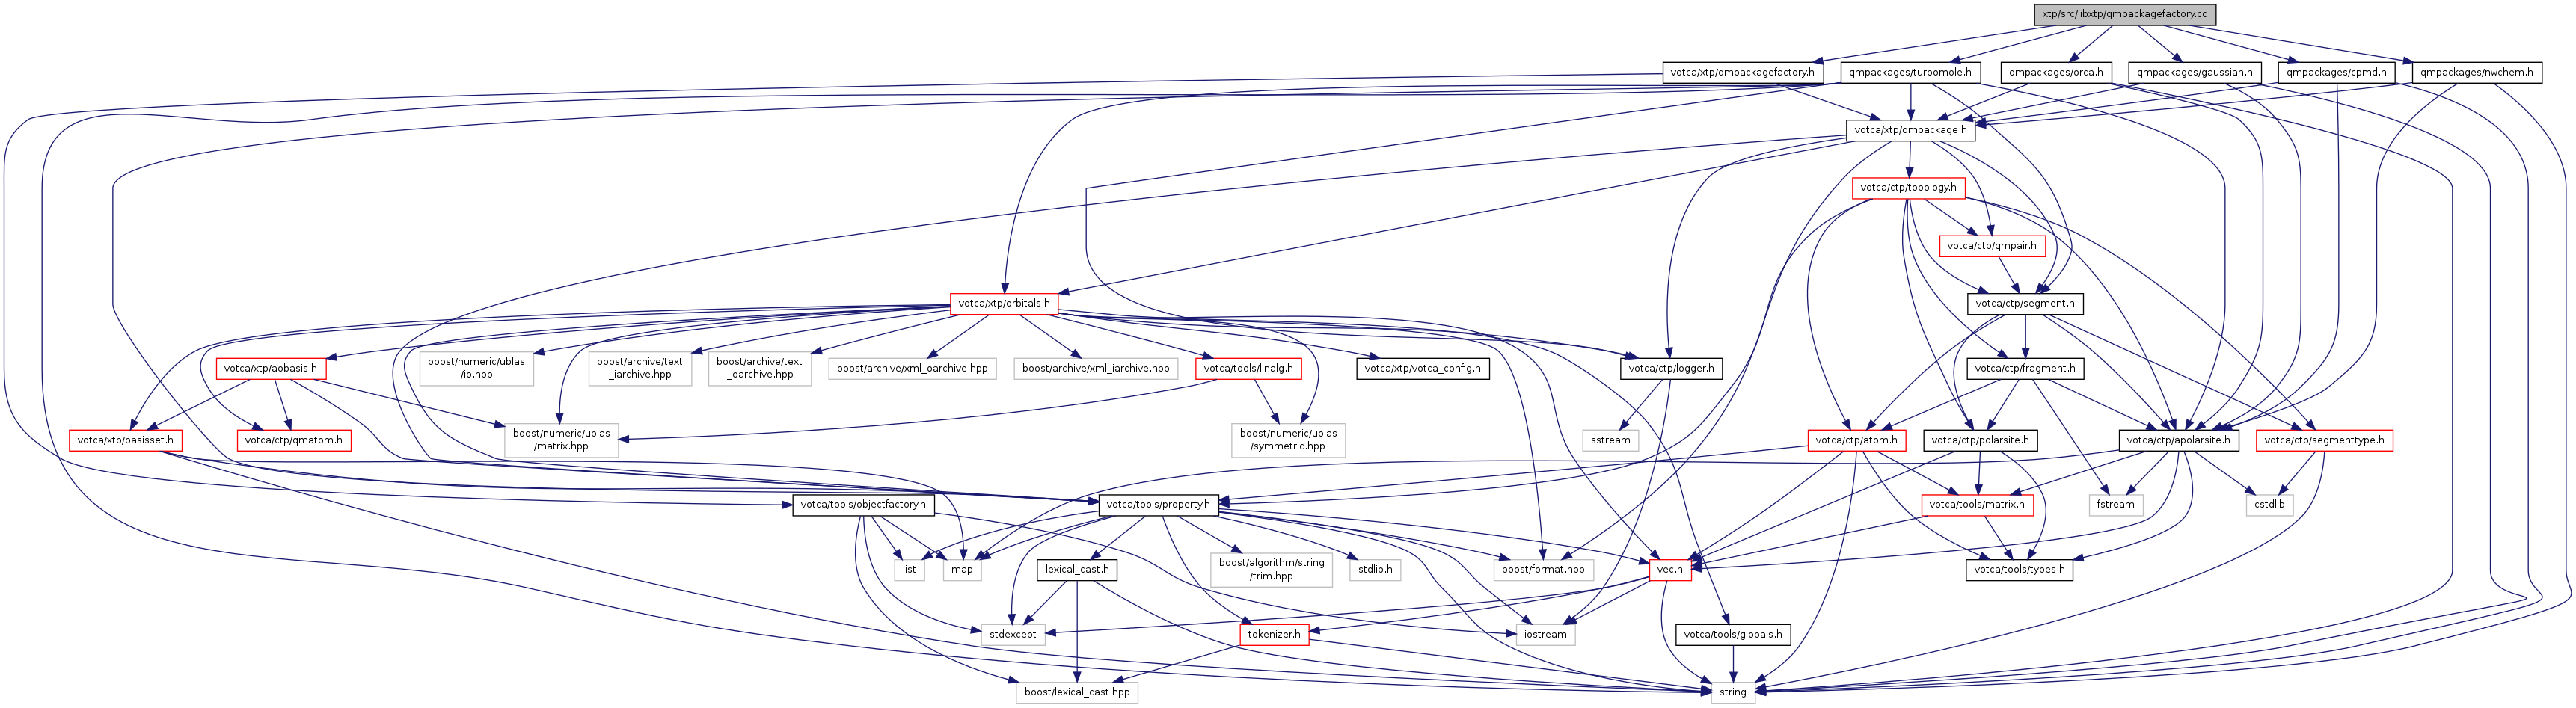 xtp/src/libxtp/qmpackagefactory.cc
votca/xtp/qmpackagefactory.h
qmpackages/turbomole.h
qmpackages/orca.h
qmpackages/gaussian.h
qmpackages/cpmd.h
qmpackages/nwchem.h
votca/xtp/qmpackage.h
votca/ctp/topology.h
votca/ctp/qmpair.h
votca/xtp/orbitals.h
votca/ctp/segment.h
votca/xtp/aobasis.h
boost/numeric/ublas
/io.hpp
boost/archive/text
_iarchive.hpp
boost/archive/text
_oarchive.hpp
boost/archive/xml_oarchive.hpp
boost/archive/xml_iarchive.hpp
votca/tools/linalg.h
votca/xtp/votca_config.h
votca/ctp/logger.h
votca/ctp/fragment.h
votca/xtp/basisset.h
votca/ctp/qmatom.h
boost/numeric/ublas
/matrix.hpp
boost/numeric/ublas
/symmetric.hpp
sstream
votca/ctp/atom.h
votca/ctp/polarsite.h
votca/ctp/apolarsite.h
votca/ctp/segmenttype.h
votca/tools/objectfactory.h
votca/tools/property.h
votca/tools/matrix.h
fstream
cstdlib
list
map
lexical_cast.h
boost/algorithm/string
/trim.hpp
stdlib.h
boost/format.hpp
vec.h
votca/tools/types.h
stdexcept
tokenizer.h
iostream
votca/tools/globals.h
boost/lexical_cast.hpp
string